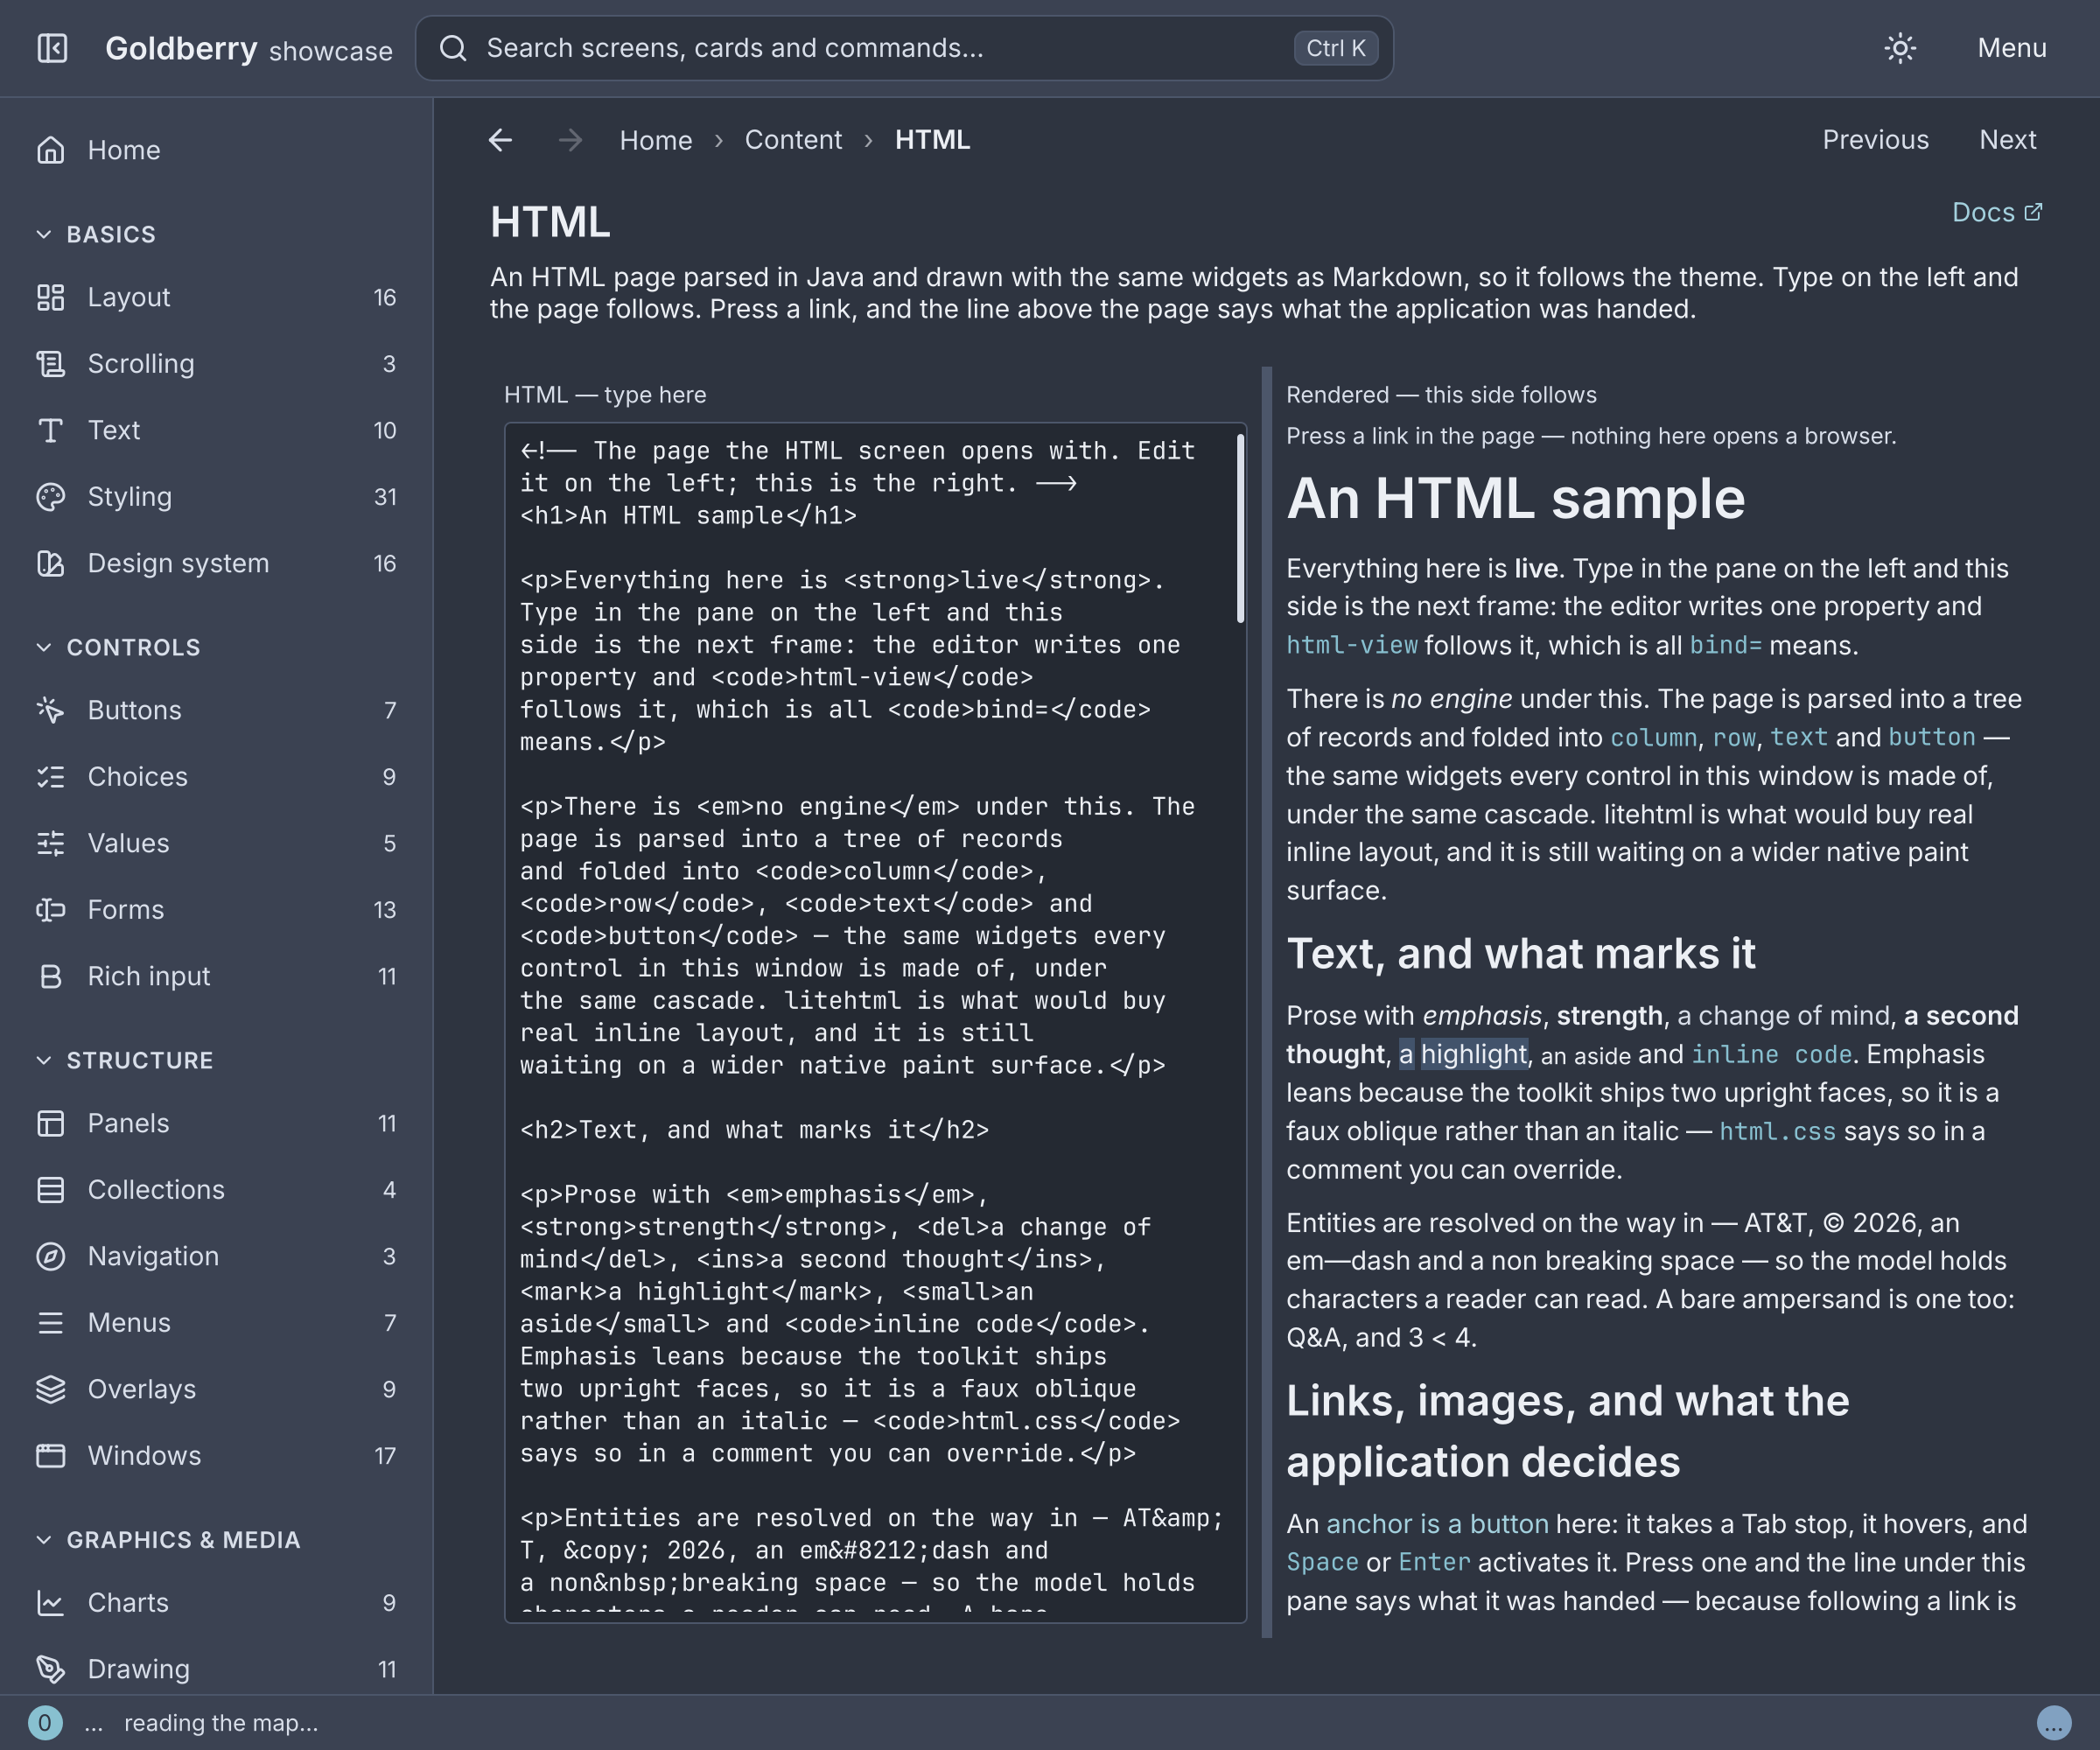 Goldberry showcase
Search screens, cards and commands...
Ctrl K
Menu
Home
BASICS
Layout 16
Scrolling 3
Text 10
Styling 31
Design system 16
CONTROLS
Buttons 7
Choices 9
Values 5
Forms 13
Rich input 11
STRUCTURE
Panels 11
Collections 4
Navigation 3
Menus 7
Overlays 9
Windows 17
GRAPHICS & MEDIA
Charts 9
Drawing 11
Home › Content › HTML
Previous Next
HTML
Docs
An HTML page parsed in Java and drawn with the same widgets as Markdown, so it follows the theme. Type on the left and
the page follows. Press a link, and the line above the page says what the application was handed.
HTML — type here
<!-- The page the HTML screen opens with. Edit
it on the left; this is the right. -->
<h1>An HTML sample</h1>
<p>Everything here is <strong>live</strong>.
Type in the pane on the left and this
side is the next frame: the editor writes one
property and <code>html-view</code>
follows it, which is all <code>bind=</code>
means.</p>
<p>There is <em>no engine</em> under this. The
page is parsed into a tree of records
and folded into <code>column</code>,
<code>row</code>, <code>text</code> and
<code>button</code> — the same widgets every
control in this window is made of, under
the same cascade. litehtml is what would buy
real inline layout, and it is still
waiting on a wider native paint surface.</p>
<h2>Text, and what marks it</h2>
<p>Prose with <em>emphasis</em>,
<strong>strength</strong>, <del>a change of
mind</del>, <ins>a second thought</ins>,
<mark>a highlight</mark>, <small>an
aside</small> and <code>inline code</code>.
Emphasis leans because the toolkit ships
two upright faces, so it is a faux oblique
rather than an italic — <code>html.css</code>
says so in a comment you can override.</p>
<p>Entities are resolved on the way in — AT&amp;
T, &copy; 2026, an em&#8212;dash and
a non&nbsp;breaking space — so the model holds
Rendered — this side follows
Press a link in the page — nothing here opens a browser.
An HTML sample
Everything here is live. Type in the pane on the left and this
side is the next frame: the editor writes one property and
html-view follows it, which is all bind= means.
There is no engine under this. The page is parsed into a tree
of records and folded into column, row, text and button —
the same widgets every control in this window is made of,
under the same cascade. litehtml is what would buy real
inline layout, and it is still waiting on a wider native paint
surface.
Text, and what marks it
Prose with emphasis, strength, a change of mind, a second
thought, a highlight, an aside and inline code. Emphasis
leans because the toolkit ships two upright faces, so it is a
faux oblique rather than an italic — html.css says so in a
comment you can override.
Entities are resolved on the way in — AT&T, © 2026, an
em—dash and a non breaking space — so the model holds
characters a reader can read. A bare ampersand is one too:
Q&A, and 3 < 4.
Links, images, and what the
application decides
An anchor is a button here: it takes a Tab stop, it hovers, and
Space or Enter activates it. Press one and the line under this
pane says what it was handed — because following a link is
0 ... reading the map...
...